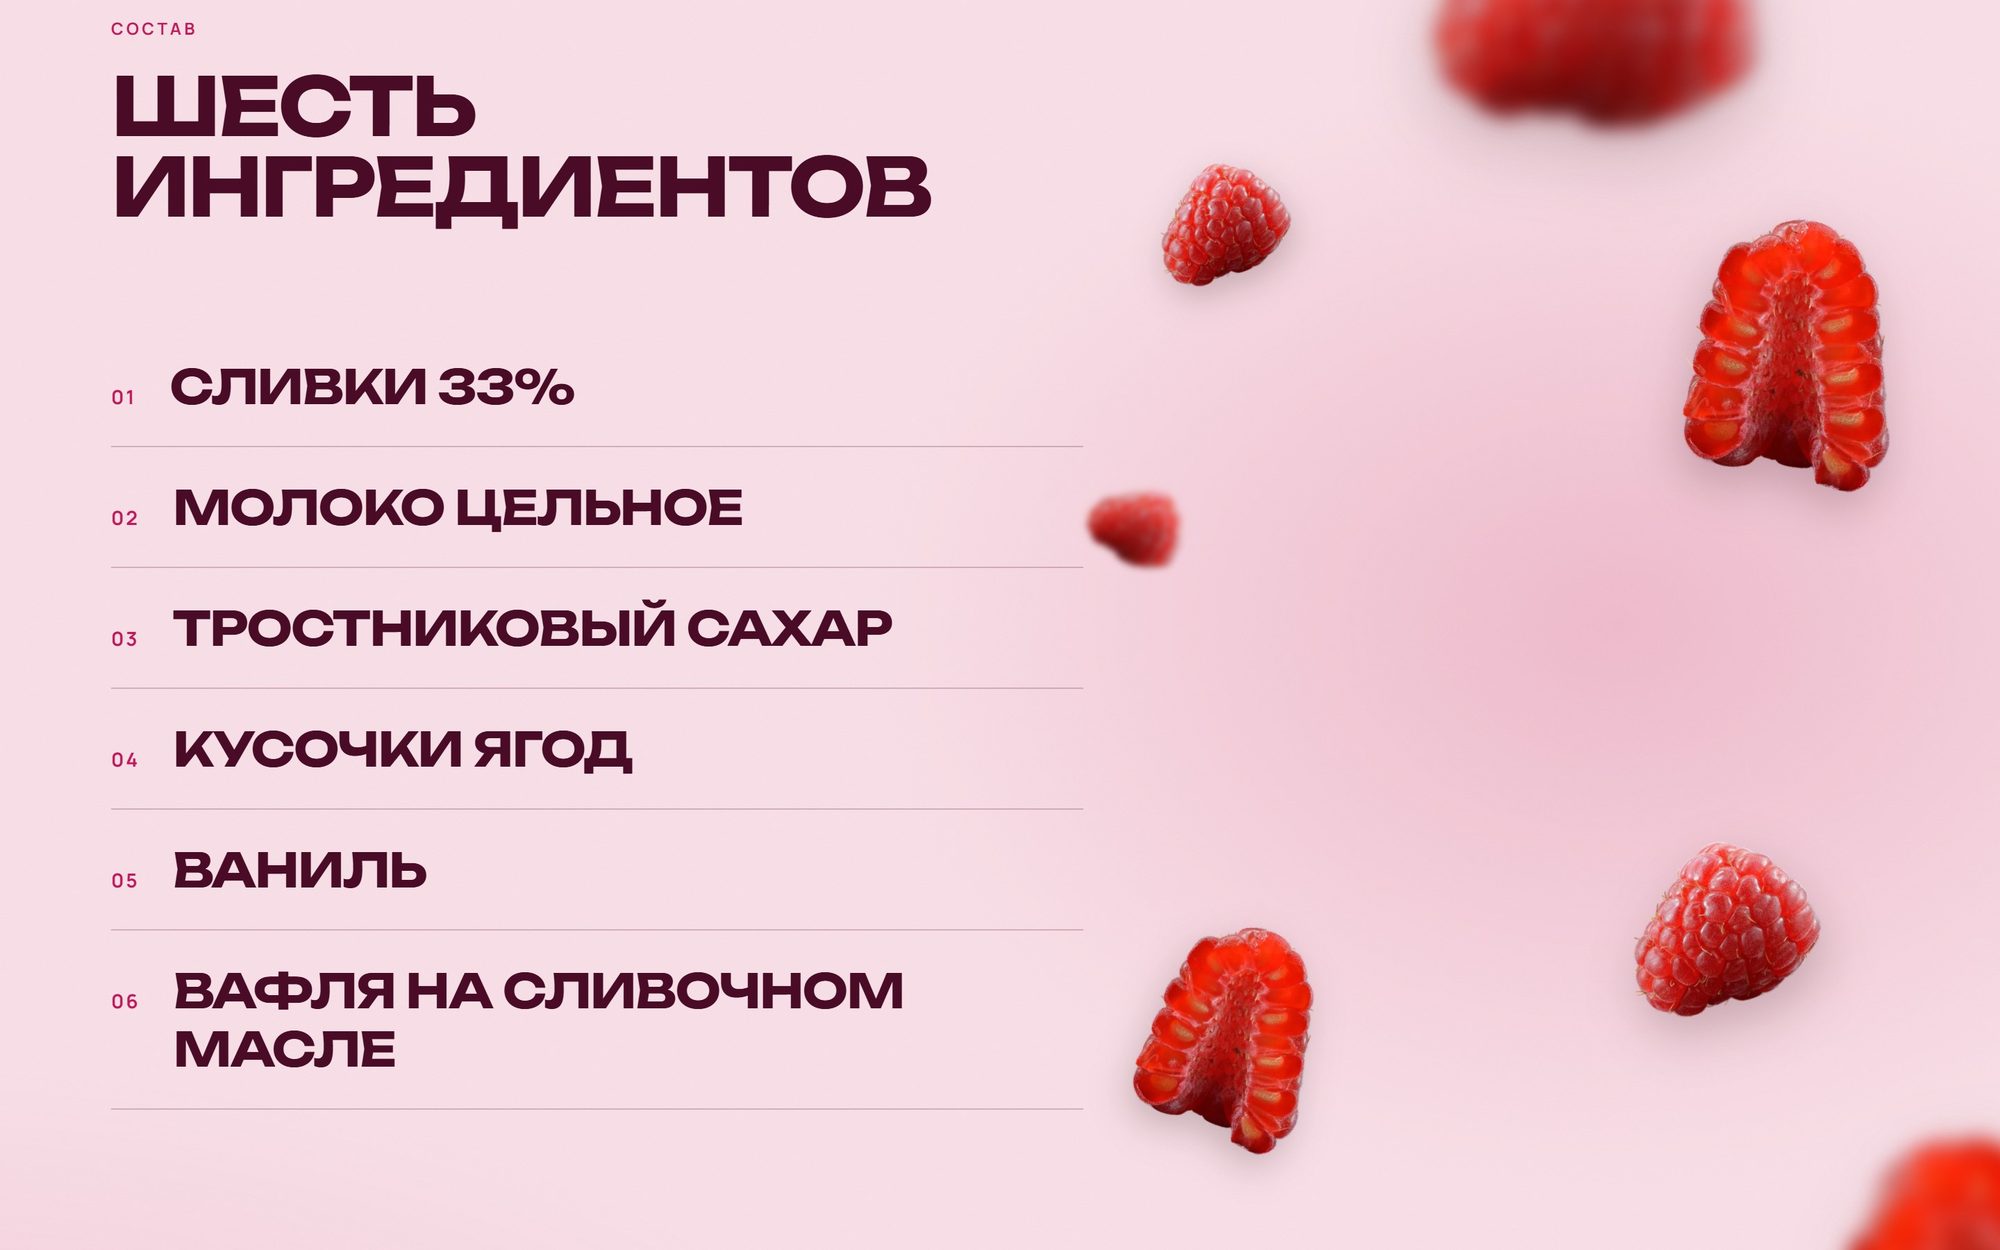 СОСТАВ
ШЕСТЬ
ИНГРЕДИЕНТОВ
01 СЛИВКИ 33%
02 МОЛОКО ЦЕЛЬНОЕ
03 ТРОСТНИКОВЫЙ САХАР
04 КУСОЧКИ ЯГОД
05 ВАНИЛЬ
06 ВАФЛЯ НА СЛИВОЧНОМ
МАСЛЕ